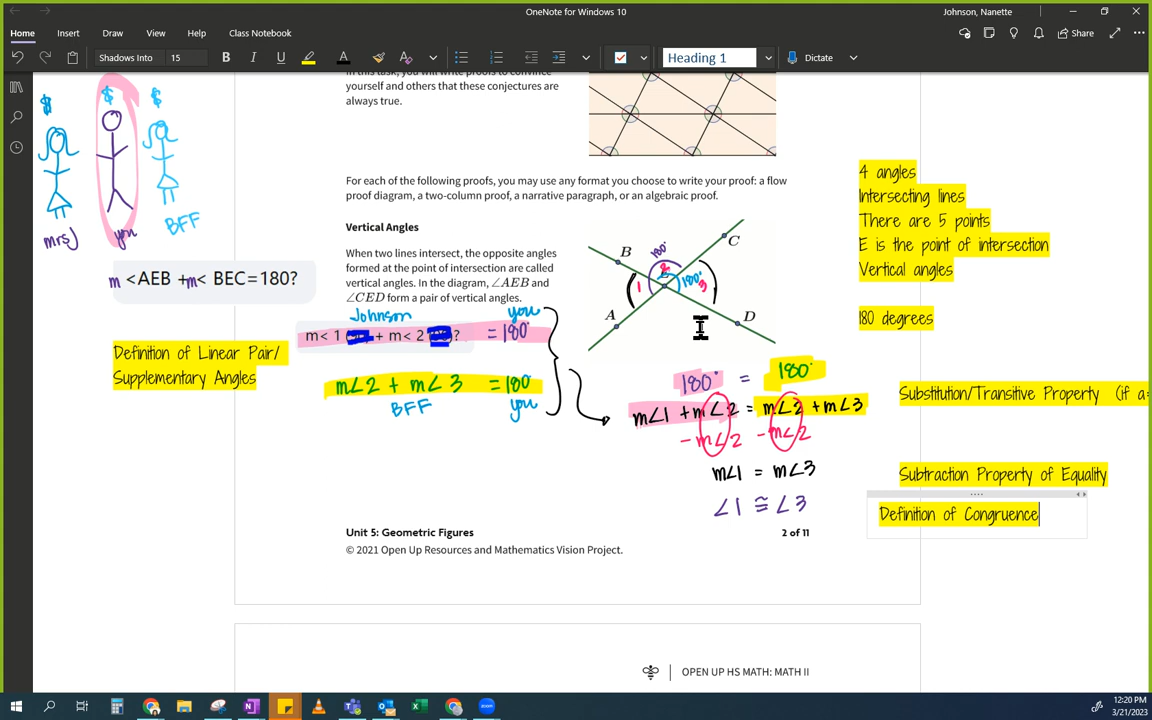 OneNote for Windows 10
Johnson, Nanette
Home Insert Draw View Help Class Notebook
Share
Shadows Into 15 B I U A Heading 1 Dictate
in this task, you will write proofs to convince
yourself and others that these conjectures are
always true.
For each of the following proofs, you may use any format you choose to write your proof: a flow
proof diagram, a two-column proof, a narrative paragraph, or an algebraic proof.
Vertical Angles
When two lines intersect, the opposite angles
formed at the point of intersection are called
vertical angles. In the diagram, ∠AEB and
∠CED form a pair of vertical angles.
$ $ $
mrs J you BFF
m <AEB +m< BEC=180?
Definition of Linear Pair/
Supplementary Angles
Johnson you
m< 1 + m< 2 ? = 180°
m∠2 + m∠3 = 180
BFF you
B C
180°
2
1 E 180° 3
A D
180° = 180°
m∠1 + m∠2 = m∠2 + m∠3
- m∠2 - m∠2
m∠1 = m∠3
∠1 ≅ ∠3
4 angles
Intersecting lines
There are 5 points
E is the point of intersection
Vertical angles
180 degrees
Substitution/Transitive Property (if a=
Subtraction Property of Equality
Definition of Congruence
Unit 5: Geometric Figures 2 of 11
© 2021 Open Up Resources and Mathematics Vision Project.
OPEN UP HS MATH: MATH II
12:20 PM
3/21/2023